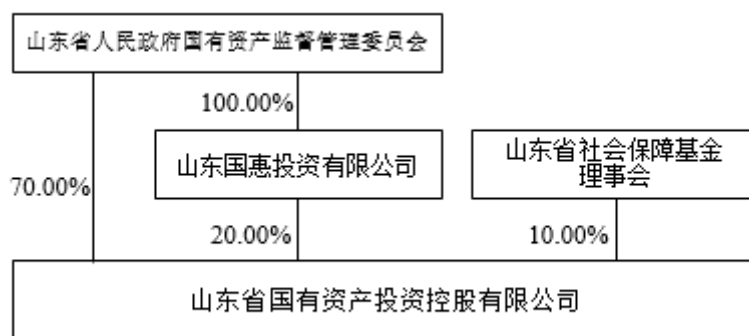 山东省人民政府国有资产监督管理委员会
100.00%
山东国惠投资有限公司
山东省社会保障基金
理事会
70.00%
20.00%
10.00%
山东省国有资产投资控股有限公司